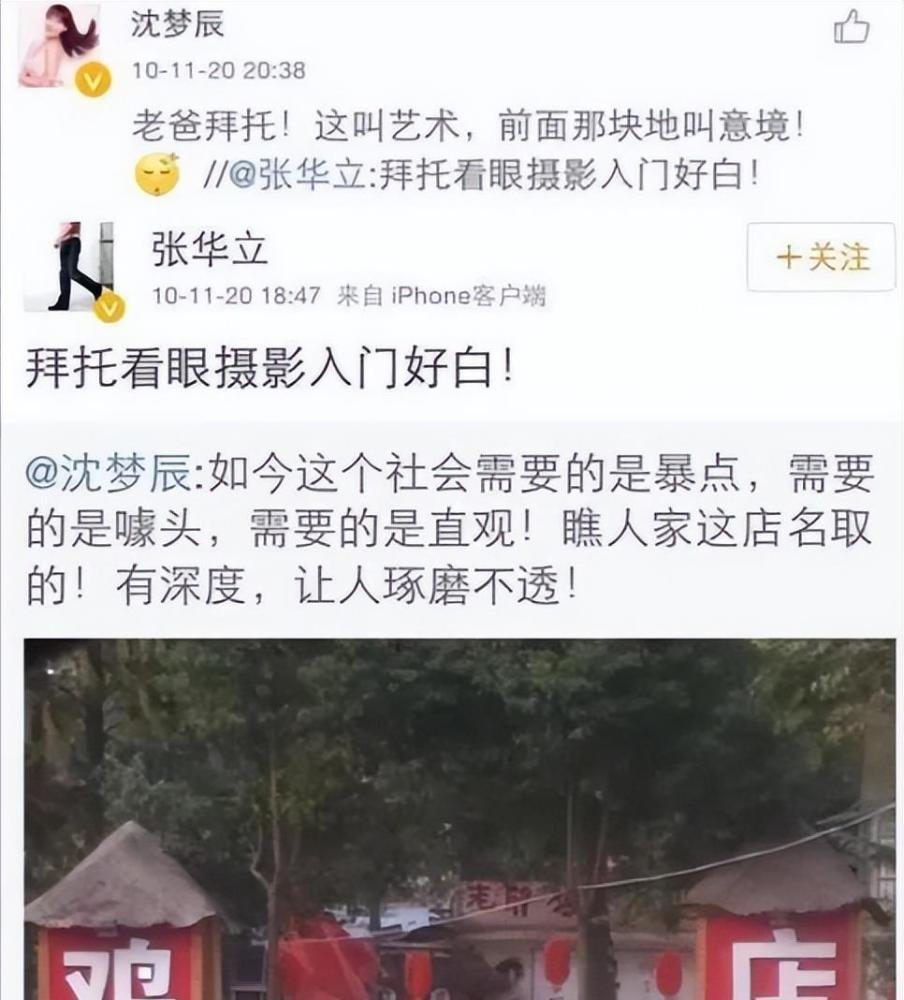 沈梦辰
10-11-20 20:38
老爸拜托！这叫艺术，前面那块地叫意境！
//@张华立:拜托看眼摄影入门好白！
张华立
10-11-20 18:47 来自 iPhone客户端
＋关注
拜托看眼摄影入门好白！
@沈梦辰:如今这个社会需要的是暴点，需要
的是噱头，需要的是直观！瞧人家这店名取
的！有深度，让人琢磨不透！
鸡
店